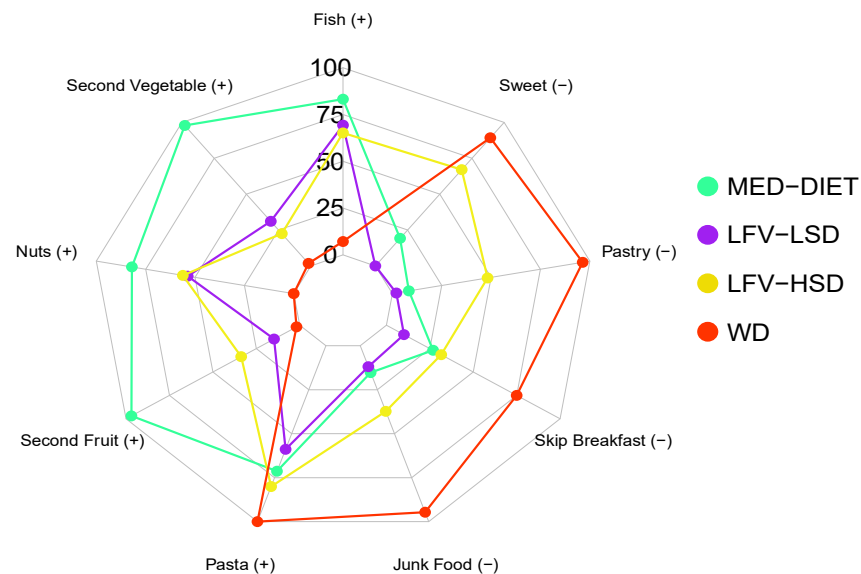 Fish (+)
Second Vegetable (+)
Sweet (−)
100
75
50
25
0
Nuts (+)
Pastry (−)
Second Fruit (+)
Skip Breakfast (−)
Pasta (+)
Junk Food (−)
MED−DIET
LFV−LSD
LFV−HSD
WD